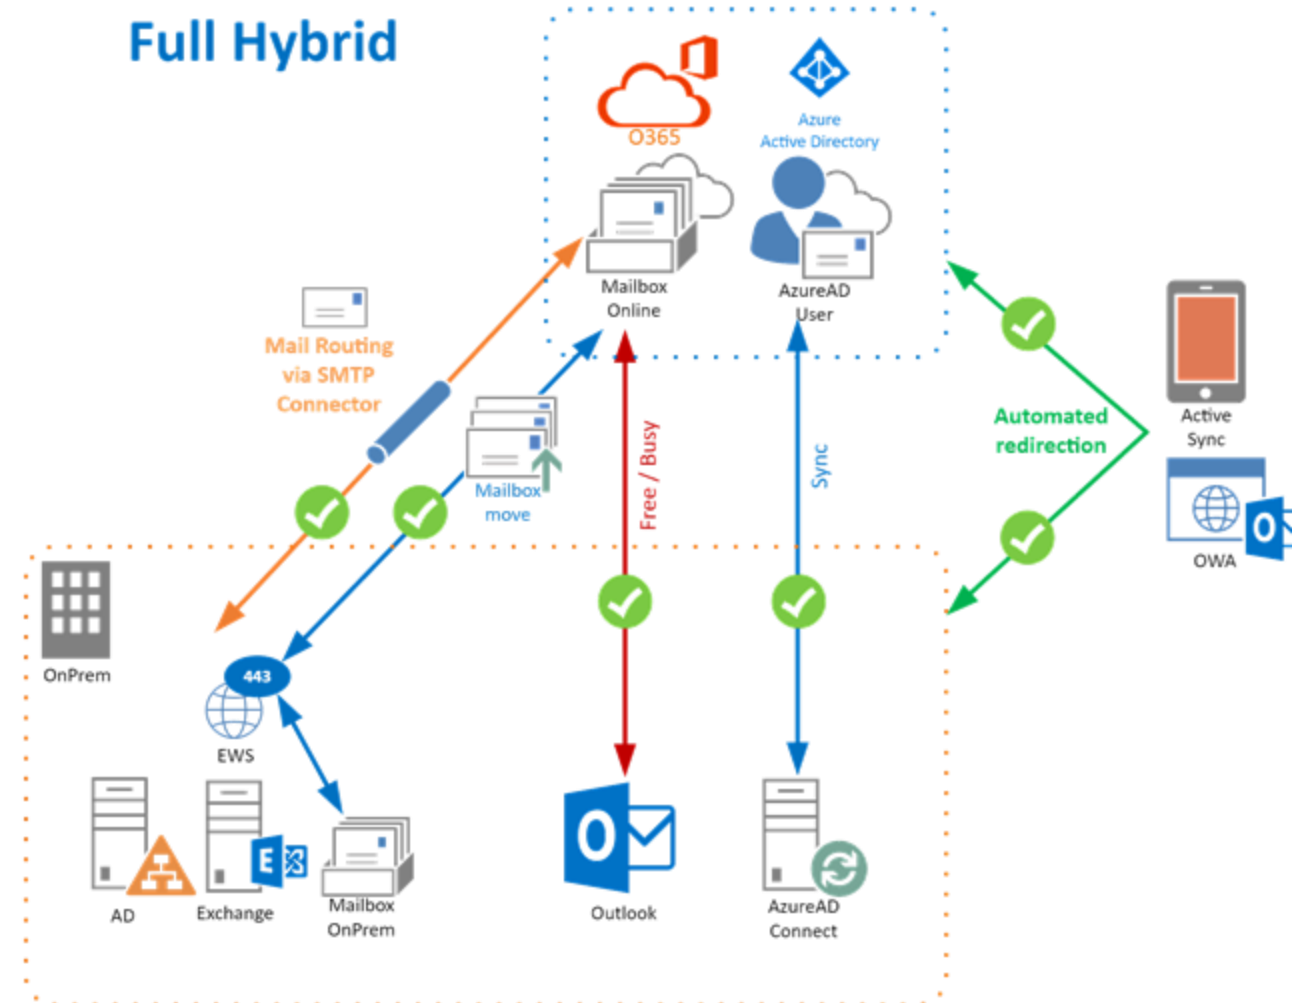 Full Hybrid
O365
Azure
Active Directory
Mailbox
Online
AzureAD
User
Mail Routing
via SMTP
Connector
Mailbox
move
Free / Busy
Sync
Automated
redirection
Active
Sync
OWA
OnPrem
443
EWS
AD
Exchange
Mailbox
OnPrem
Outlook
AzureAD
Connect